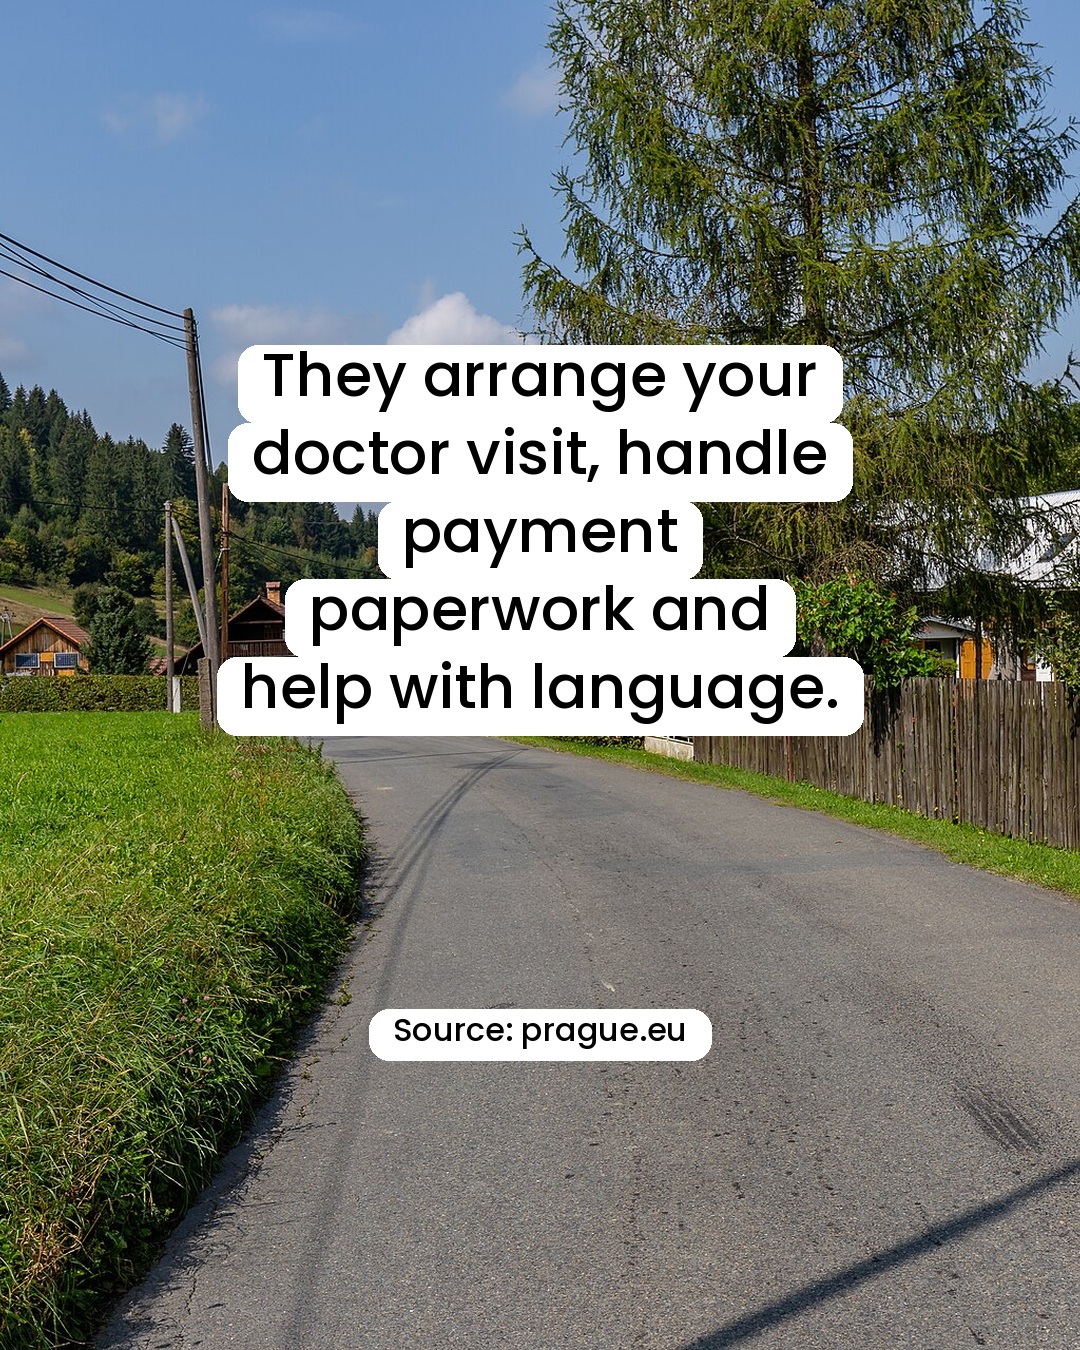 They arrange your
doctor visit, handle
payment
paperwork and
help with language.
Source: prague.eu